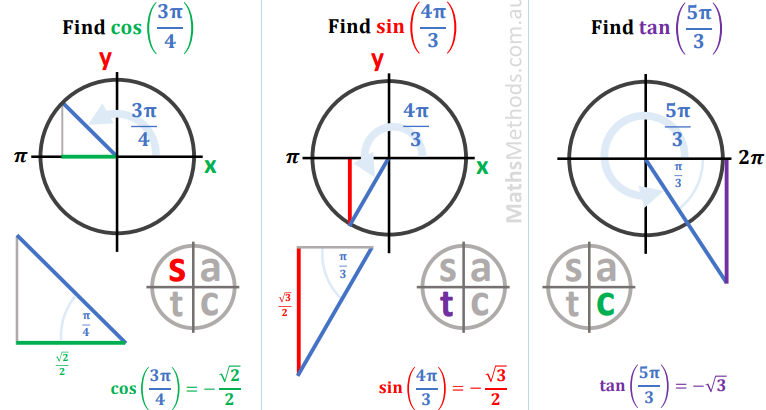 Find cos(3π/4)
y
3π/4
π
x
π/4
√2/2
s a
t c
cos(3π/4) = −√2/2
Find sin(4π/3)
y
4π/3
π
x
π/3
√3/2
s a
t c
sin(4π/3) = −√3/2
MathsMethods.com.au
Find tan(5π/3)
5π/3
2π
π/3
s a
t c
tan(5π/3) = −√3